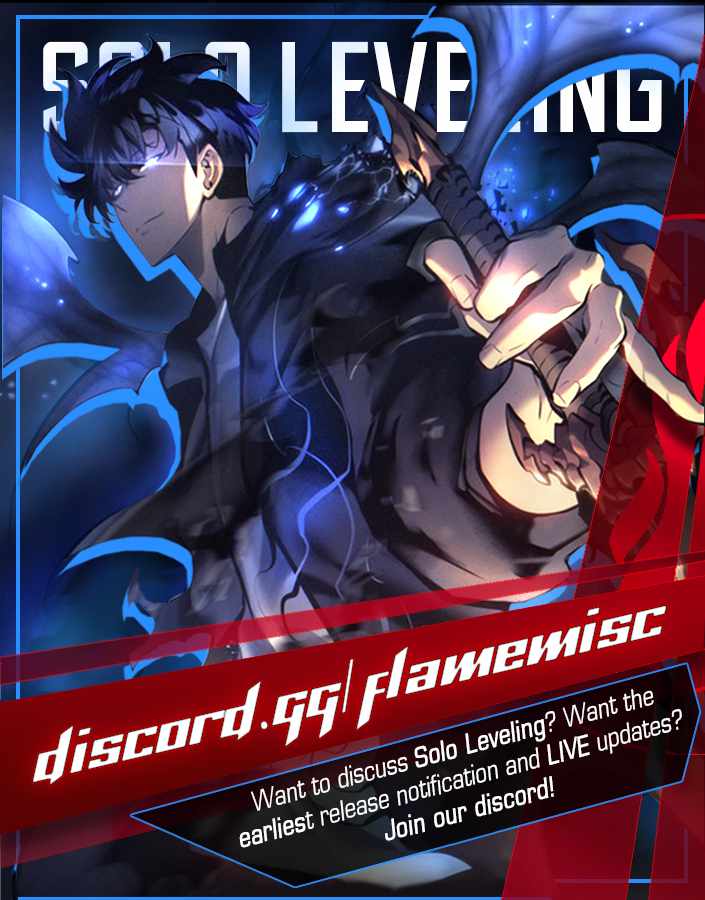 SOLO LEVELING
discord.gg/flamemisc
Want to discuss Solo Leveling? Want the
earliest release notification and LIVE updates?
Join our discord!